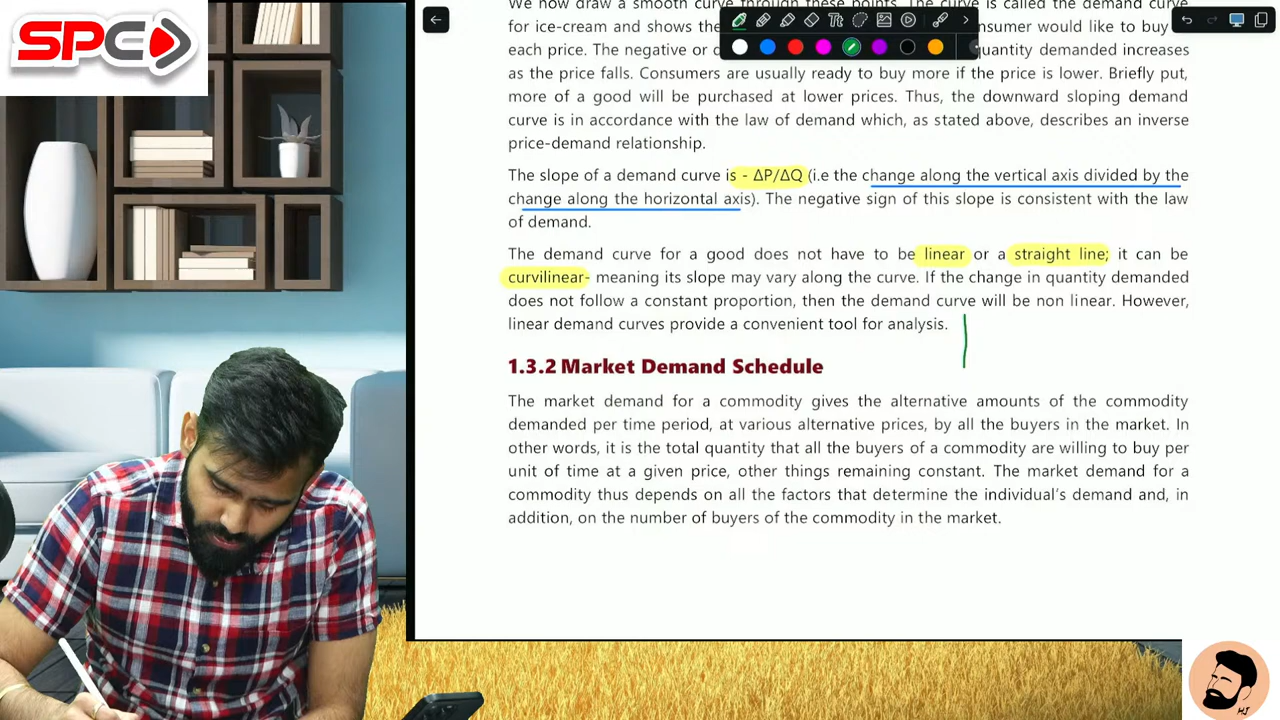 SPC
We now draw a smooth curve through these points. The curve is called the demand curve
for ice-cream and shows the
onsumer would like to buy
each price. The negative or
quantity demanded increases
as the price falls. Consumers are usually ready to buy more if the price is lower. Briefly put,
more of a good will be purchased at lower prices. Thus, the downward sloping demand
curve is in accordance with the law of demand which, as stated above, describes an inverse
price-demand relationship.
The slope of a demand curve is - ΔP/ΔQ (i.e the change along the vertical axis divided by the
change along the horizontal axis). The negative sign of this slope is consistent with the law
of demand.
The demand curve for a good does not have to be linear or a straight line; it can be
curvilinear- meaning its slope may vary along the curve. If the change in quantity demanded
does not follow a constant proportion, then the demand curve will be non linear. However,
linear demand curves provide a convenient tool for analysis.
1.3.2 Market Demand Schedule
The market demand for a commodity gives the alternative amounts of the commodity
demanded per time period, at various alternative prices, by all the buyers in the market. In
other words, it is the total quantity that all the buyers of a commodity are willing to buy per
unit of time at a given price, other things remaining constant. The market demand for a
commodity thus depends on all the factors that determine the individual's demand and, in
addition, on the number of buyers of the commodity in the market.
HJ